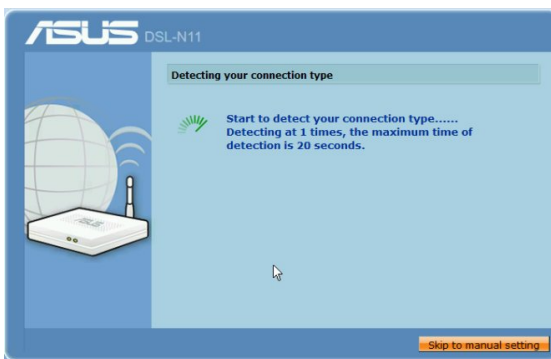 ASUS DSL-N11
Detecting your connection type
Start to detect your connection type......
Detecting at 1 times, the maximum time of
detection is 20 seconds.
Skip to manual setting